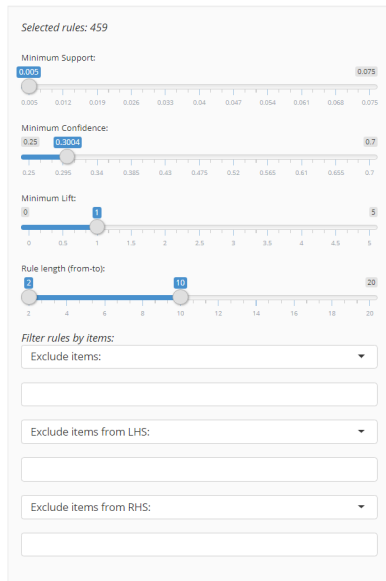 Selected rules: 459
Minimum Support:
0.005 0.075
0.005 0.012 0.019 0.026 0.033 0.04 0.047 0.054 0.061 0.068 0.075
Minimum Confidence:
0.25 0.3004 0.7
0.25 0.295 0.34 0.385 0.43 0.475 0.52 0.565 0.61 0.655 0.7
Minimum Lift:
0 1 5
0 0.5 1 1.5 2 2.5 3 3.5 4 4.5 5
Rule length (from-to):
2 10 20
2 4 6 8 10 12 14 16 18 20
Filter rules by items:
Exclude items:
Exclude items from LHS:
Exclude items from RHS: